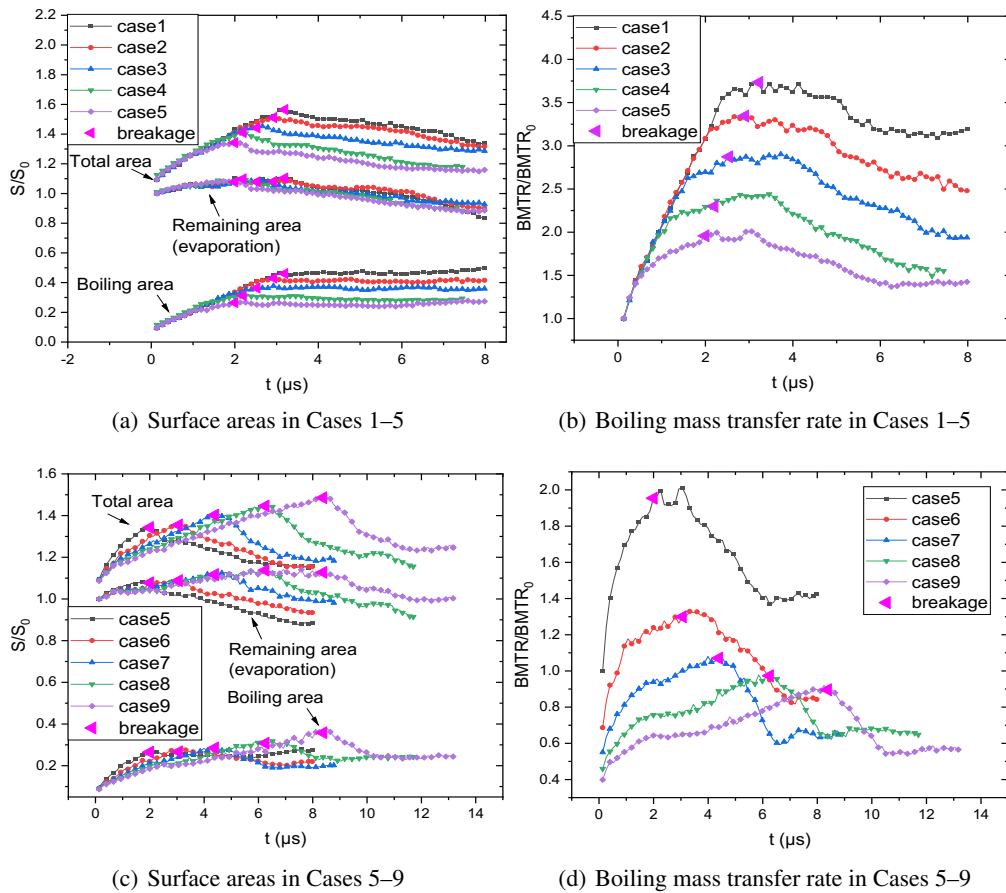 case1
case2
case3
case4
case5
breakage
Total area
Remaining area
(evaporation)
Boiling area
S/S0
2.2
2.0
1.8
1.6
1.4
1.2
1.0
0.8
0.6
0.4
0.2
0.0
-2 0 2 4 6 8
t (μs)
(a) Surface areas in Cases 1–5
case1
case2
case3
case4
case5
breakage
BMTR/BMTR0
4.5
4.0
3.5
3.0
2.5
2.0
1.5
1.0
0 2 4 6 8
t (μs)
(b) Boiling mass transfer rate in Cases 1–5
Total area
case5
case6
case7
case8
case9
breakage
Remaining area
(evaporation)
Boiling area
S/S0
1.6
1.4
1.2
1.0
0.8
0.6
0.4
0.2
0 2 4 6 8 10 12 14
t (μs)
(c) Surface areas in Cases 5–9
case5
case6
case7
case8
case9
breakage
BMTR/BMTR0
2.0
1.8
1.6
1.4
1.2
1.0
0.8
0.6
0.4
0 2 4 6 8 10 12 14
t (μs)
(d) Boiling mass transfer rate in Cases 5–9